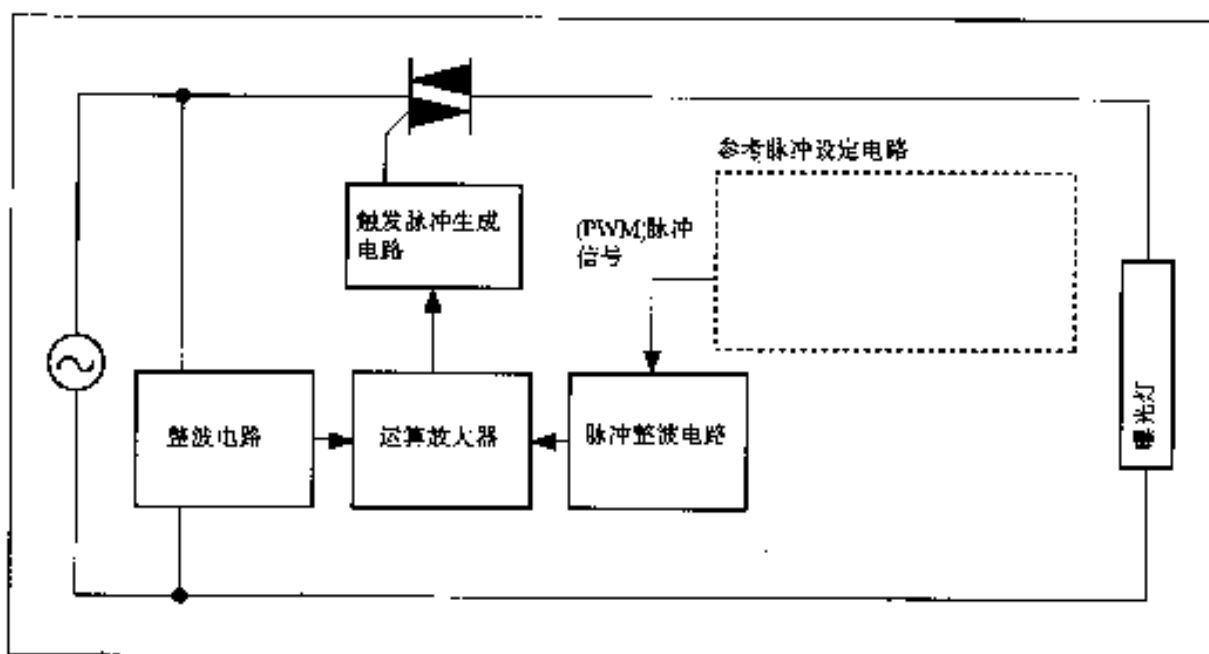 参考脉冲设定电路
触发脉冲生成
电路
(PWM)脉冲
信号
整波电路
运算放大器
脉冲整波电路
曝光灯